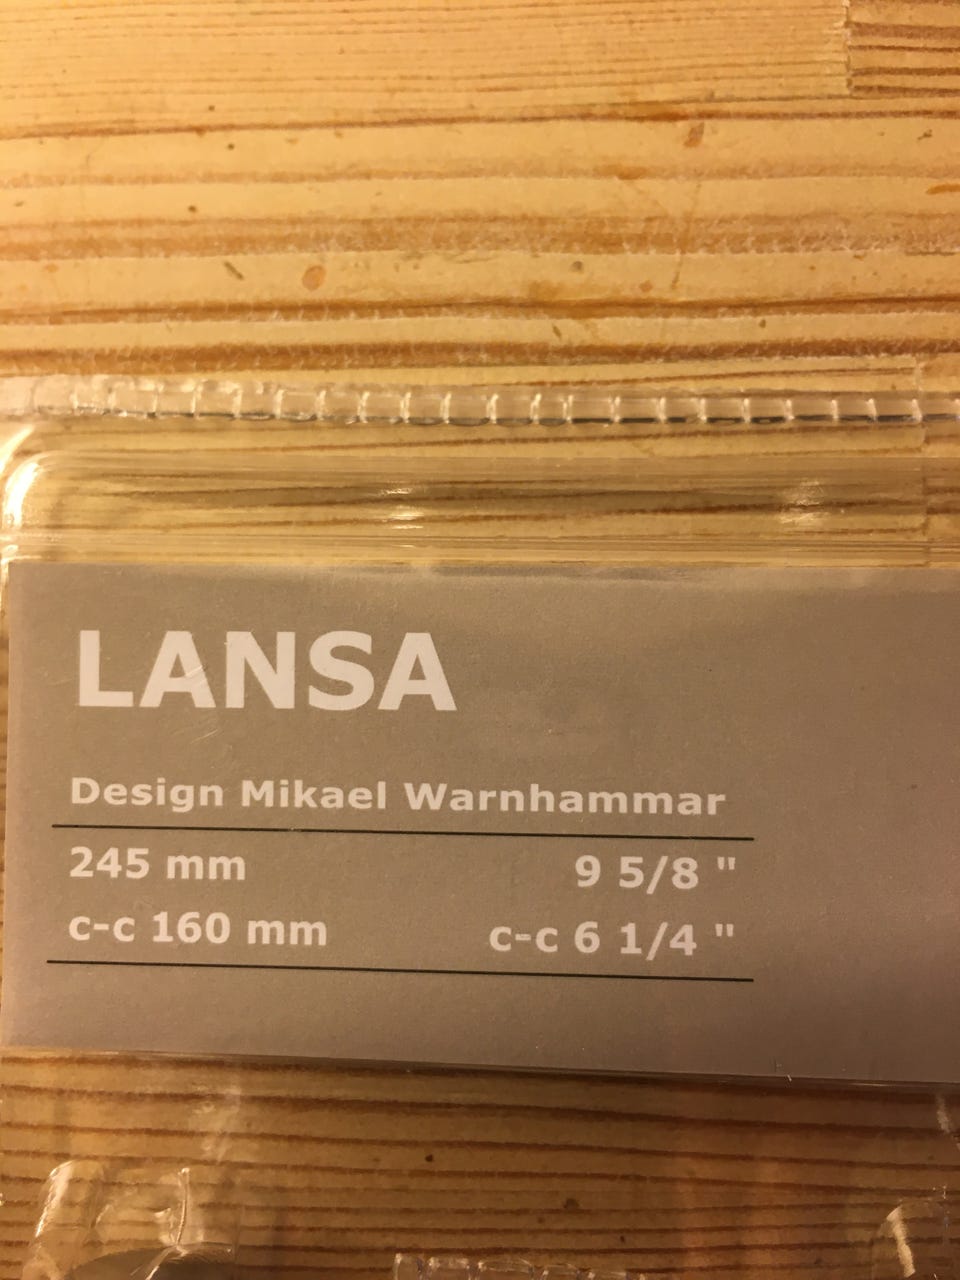 LANSA
Design Mikael Warnhammar
245 mm 9 5/8 "
c-c 160 mm c-c 6 1/4 "